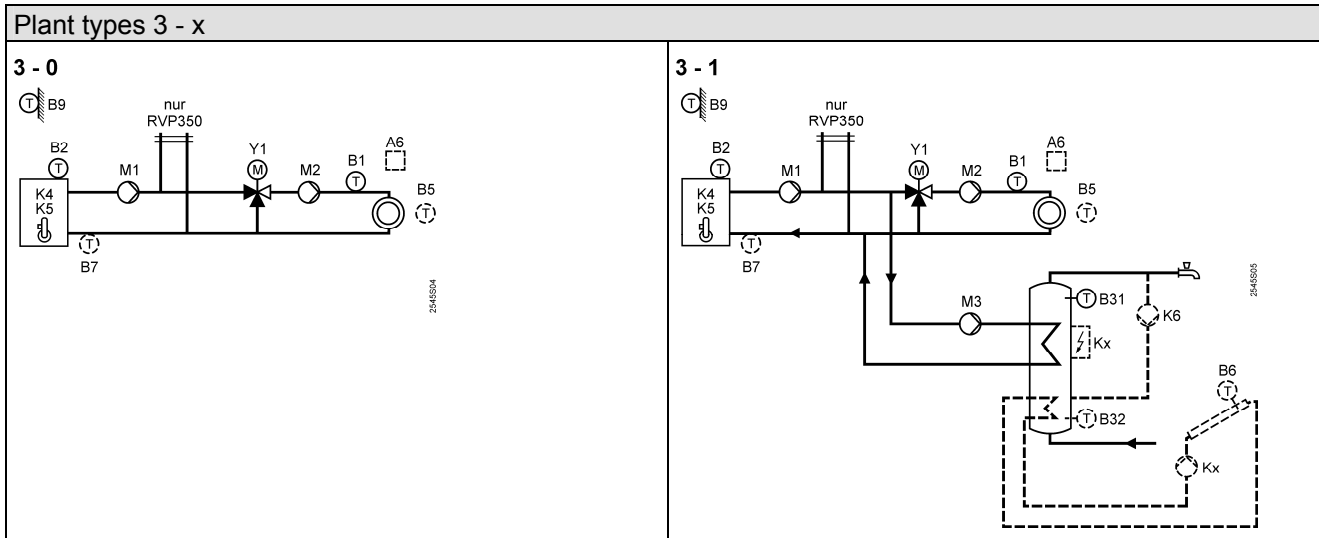 Plant types 3 - x
3 - 0
T B9
nur
RVP350
A6
B2
T
M1
Y1
M
M2
B1
T
B5
T
K4
K5
T
B7
2545S04
3 - 1
T B9
nur
RVP350
A6
B2
T
M1
Y1
M
M2
B1
T
B5
T
K4
K5
T
B7
2545S05
M3
T B31
K6
Kx
B6
T
T B32
Kx